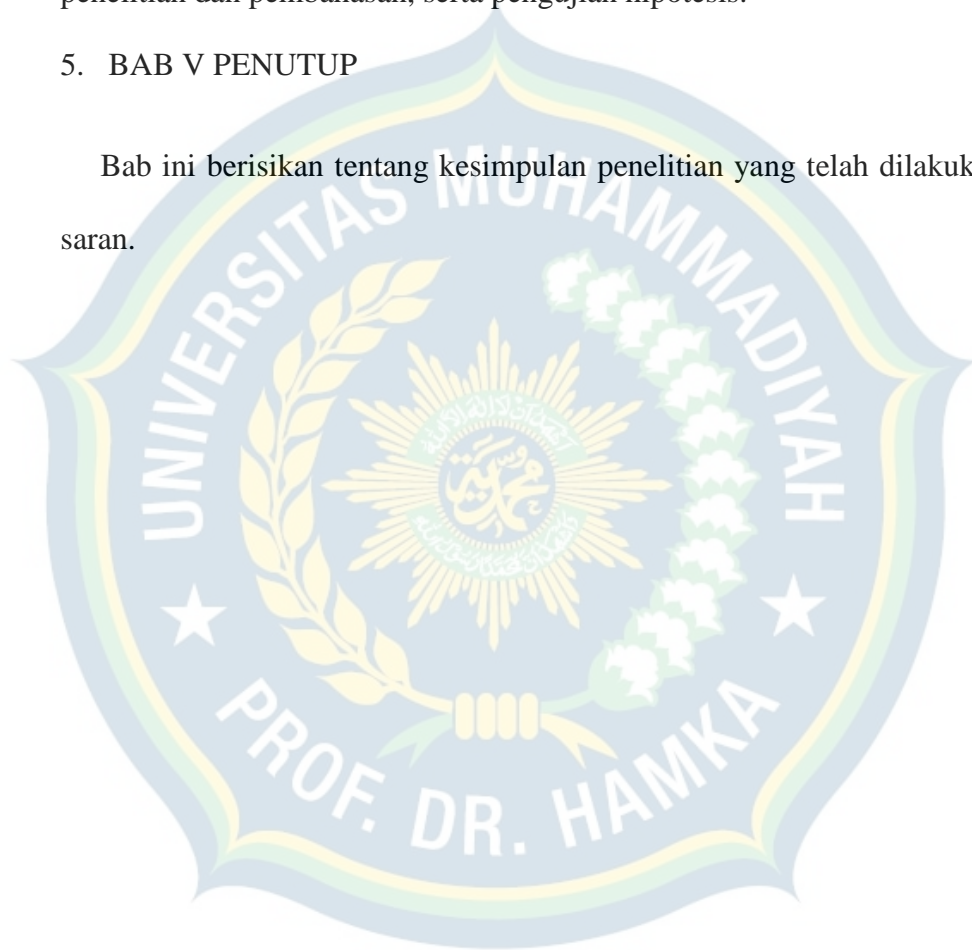 penelitian dan pembahasan, serta pengujian hipotesis.
5. BAB V PENUTUP
Bab ini berisikan tentang kesimpulan penelitian yang telah dilakuk
saran.
UNIVERSITAS MUHAMMADIYAH
PROF. DR. HAMKA